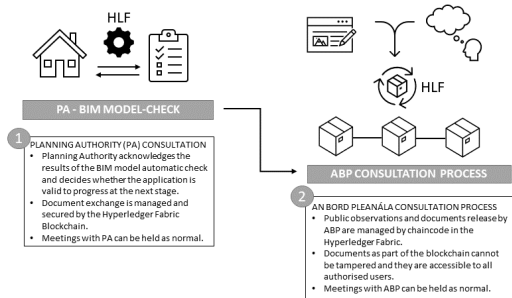 HLF
PA - BIM MODEL-CHECK
1
PLANNING AUTHORITY (PA) CONSULTATION
• Planning Authority acknowledges the
results of the BIM model automatic check
and decides whether the application is
valid to progress at the next stage.
• Document exchange is managed and
secured by the Hyperledger Fabric
Blockchain.
• Meetings with PA can be held as normal.
HLF
ABP CONSULTATION PROCESS
2
AN BORD PLEANÁLA CONSULTATION PROCESS
• Public observations and documents release by
ABP are managed by chaincode in the
Hyperledger Fabric.
• Documents as part of the blockchain cannot
be tampered and they are accessible to all
authorised users.
• Meetings with ABP can be held as normal.